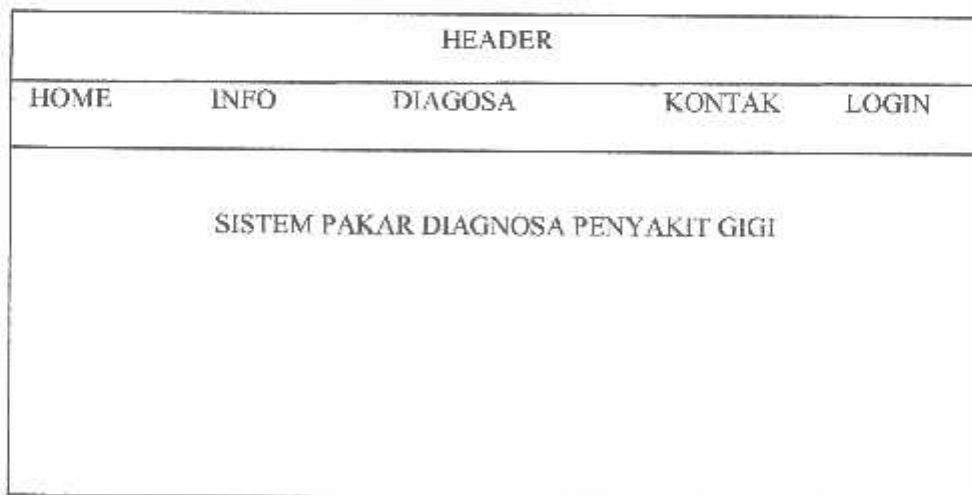 HEADER
HOME INFO DIAGOSA KONTAK LOGIN
SISTEM PAKAR DIAGNOSA PENYAKIT GIGI